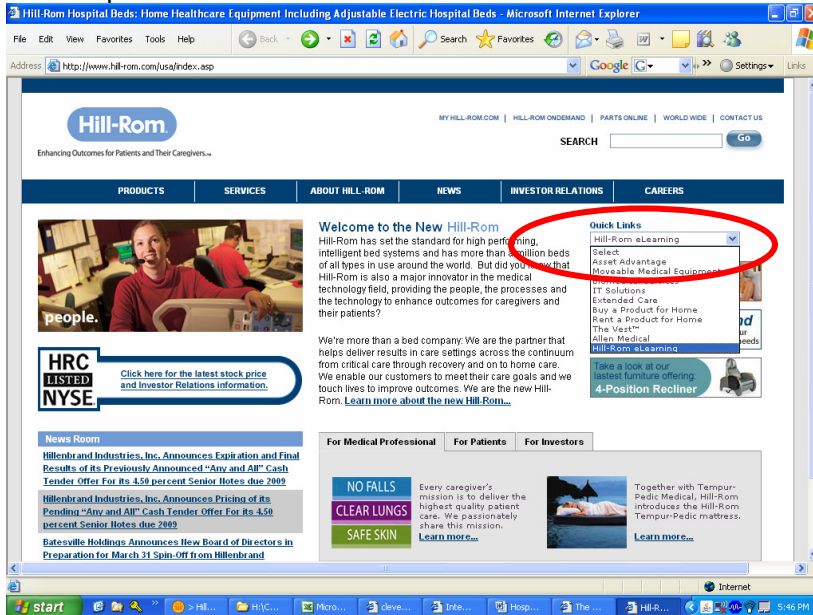 Hill-Rom Hospital Beds: Home Healthcare Equipment Including Adjustable Electric Hospital Beds - Microsoft Internet Explorer
File Edit View Favorites Tools Help
Back
Search Favorites
Address http://www.hill-rom.com/usa/index.asp
Google G Settings Links
MY HILL-ROM.COM | HILL-ROM ONDEMAND | PARTS ONLINE | WORLD WIDE | CONTACT US
Hill-Rom
SEARCH Go
Enhancing Outcomes for Patients and Their Caregivers
PRODUCTS SERVICES ABOUT HILL-ROM NEWS INVESTOR RELATIONS CAREERS
people.
Welcome to the New Hill-Rom
Hill-Rom has set the standard for high performing,
intelligent bed systems and has more than a million beds
of all types in use around the world. But did you know that
Hill-Rom is also a major innovator in the medical
technology field, providing the people, the processes and
the technology to enhance outcomes for caregivers and
their patients?
We're more than a bed company: We are the partner that
helps deliver results in care settings across the continuum
from critical care through recovery and on to home care.
We enable our customers to meet their care goals and we
touch lives to improve outcomes. We are the new Hill-
Rom. Learn more about the new Hill-Rom...
Quick Links
Hill-Rom eLearning
Select
Asset Advantage
Moveable Medical Equipment
IT Solutions
Extended Care
Buy a Product for Home
Rent a Product for Home
The Vest™
Allen Medical
Hill-Rom eLearning
Take a look at our
lastest furniture offering:
4-Position Recliner
HRC
LISTED
NYSE
Click here for the latest stock price
and Investor Relations information.
News Room
Hillenbrand Industries, Inc. Announces Expiration and Final
Results of its Previously Announced “Any and All” Cash
Tender Offer For its 4.50 percent Senior Notes due 2009
Hillenbrand Industries, Inc. Announces Pricing of its
Pending “Any and All” Cash Tender Offer For its 4.50
percent Senior Notes due 2009
Batesville Holdings Announces New Board of Directors in
Preparation for March 31 Spin-Off from Hillenbrand
For Medical Professional For Patients For Investors
NO FALLS
CLEAR LUNGS
SAFE SKIN
Every caregiver's
mission is to deliver the
highest quality patient
care. We passionately
share this mission.
Learn more...
Together with Tempur-
Pedic Medical, Hill-Rom
introduces the Hill-Rom
Tempur-Pedic mattress.
Learn more...
Internet
start > Hill... H:\C... Micro... cleve... Inte... Hosp... The ... Hill-R... 5:46 PM